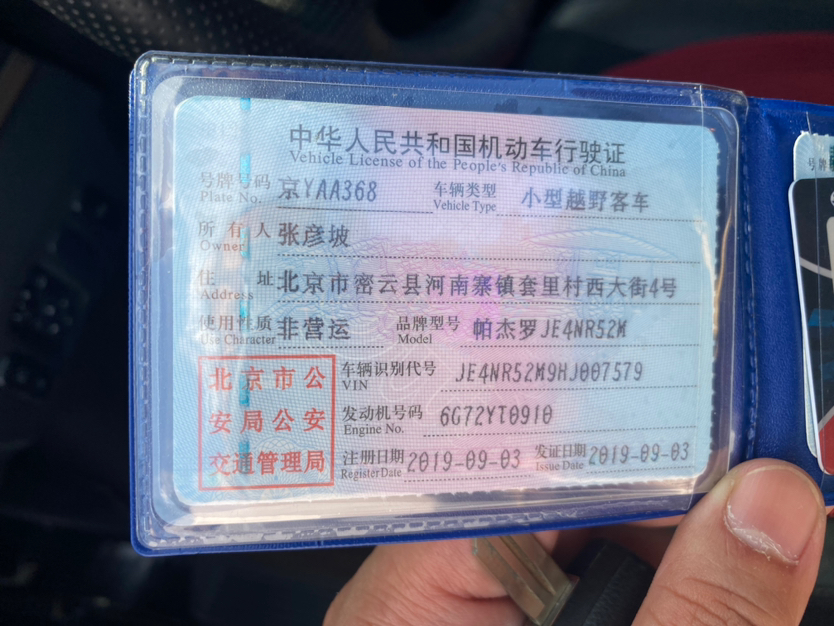 中华人民共和国机动车行驶证
Vehicle License of the People's Republic of China
号牌号码 京YAA368 车辆类型 小型越野客车
Plate No. Vehicle Type
所有人 张彦坡
Owner
住址 北京市密云县河南寨镇套里村西大街4号
Address
使用性质 非营运 品牌型号 帕杰罗JE4NR52M
Use Character Model
北京市公
安局公安
交通管理局
车辆识别代号 JE4NR52M9HJ007579
VIN
发动机号码 6G72YT0910
Engine No.
注册日期 2019-09-03 发证日期 2019-09-03
Register Date Issue Date
号牌